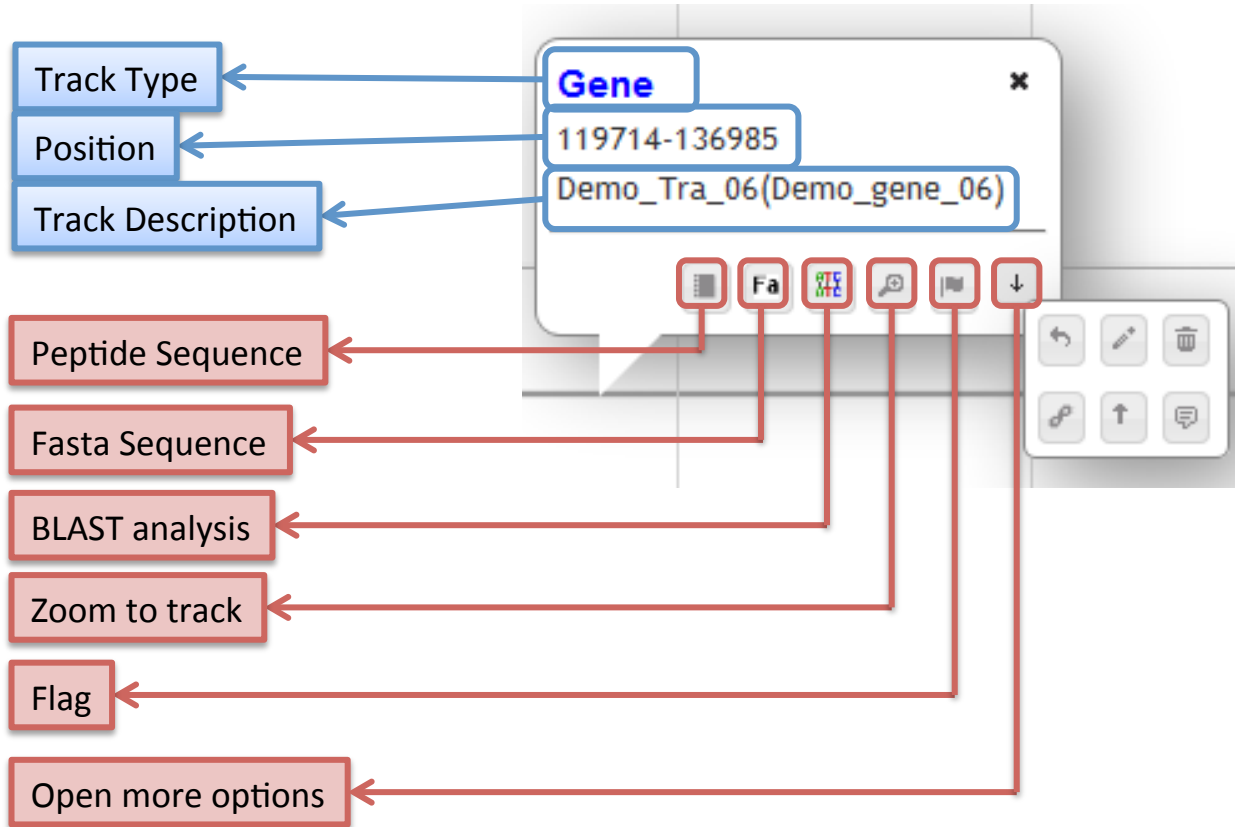 Track Type
Gene
Position
119714-136985
Track Description
Demo_Tra_06(Demo_gene_06)
Fa
Peptide Sequence
Fasta Sequence
BLAST analysis
Zoom to track
Flag
Open more options